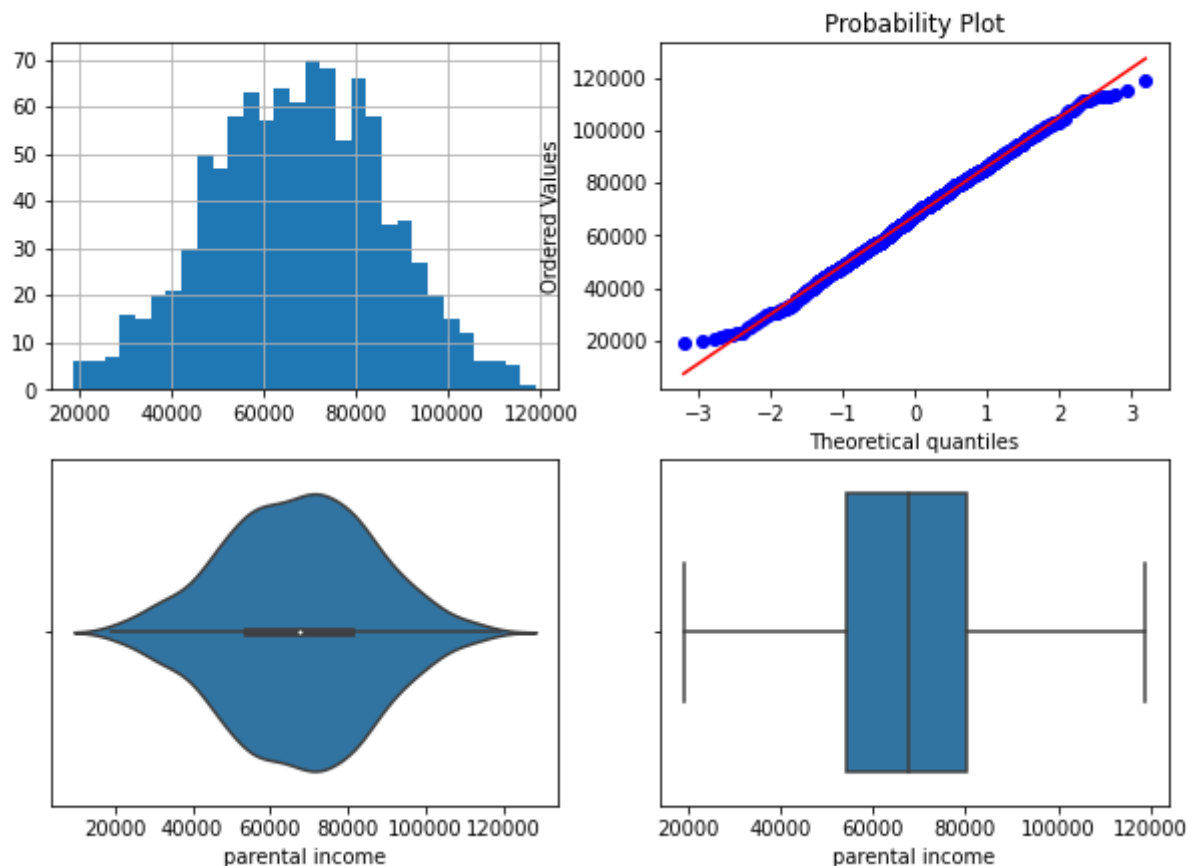 Probability Plot
70
60
50
40
30
20
10
0
20000 40000 60000 80000 100000 120000
Ordered Values
120000
100000
80000
60000
40000
20000
−3 −2 −1 0 1 2 3
Theoretical quantiles
20000 40000 60000 80000 100000 120000
parental income
20000 40000 60000 80000 100000 120000
parental income